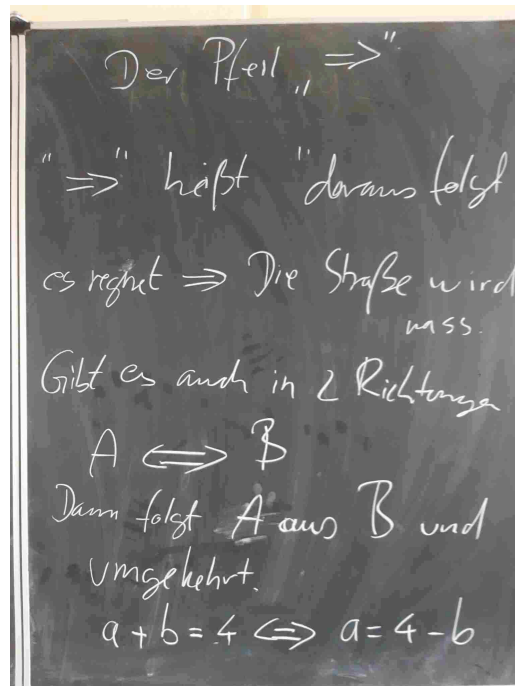 Der Pfeil „⇒"
"⇒" heißt "daraus folgt
es regnet ⇒ Die Straße wird
nass.
Gibt es auch in 2 Richtungen
A ⟺ B
Dann folgt A aus B und
umgekehrt.
a + b = 4 ⟺ a = 4 - b